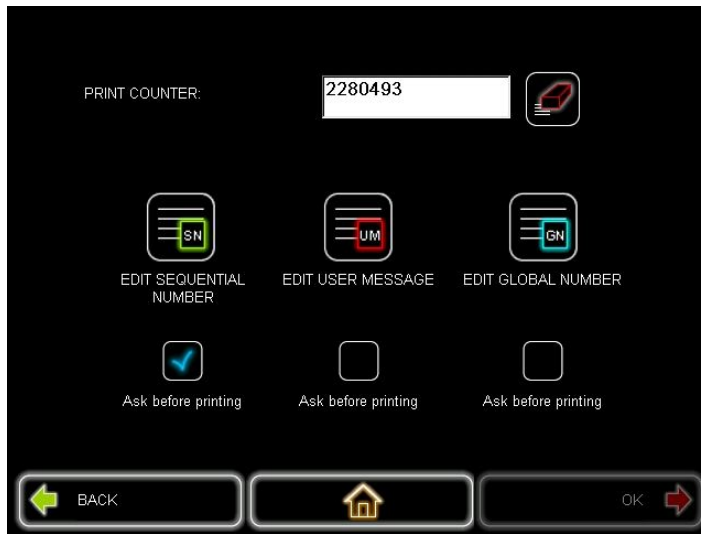 PRINT COUNTER:
2280493
SN
UM
GN
EDIT SEQUENTIAL
NUMBER
EDIT USER MESSAGE
EDIT GLOBAL NUMBER
Ask before printing
Ask before printing
Ask before printing
BACK
OK